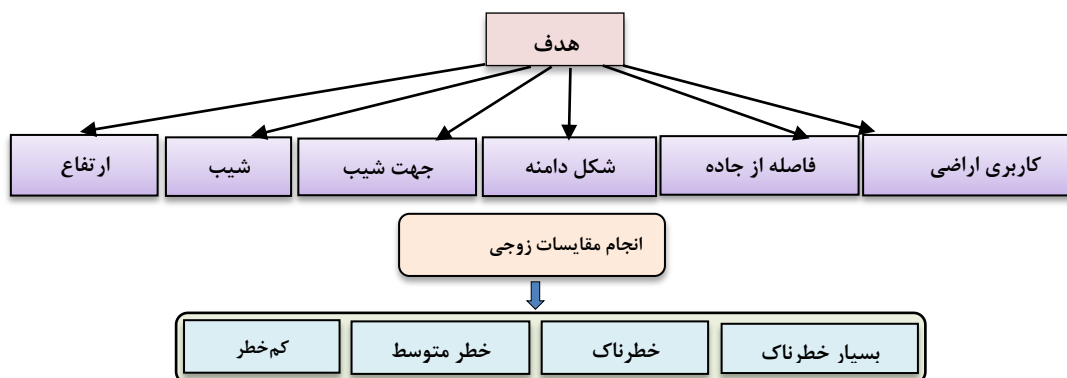 هدف
کاربری اراضی
فاصله از جاده
شکل دامنه
جهت شیب
شیب
ارتفاع
انجام مقایسات زوجی
بسیار خطرناک
خطرناک
خطر متوسط
کم‌خطر